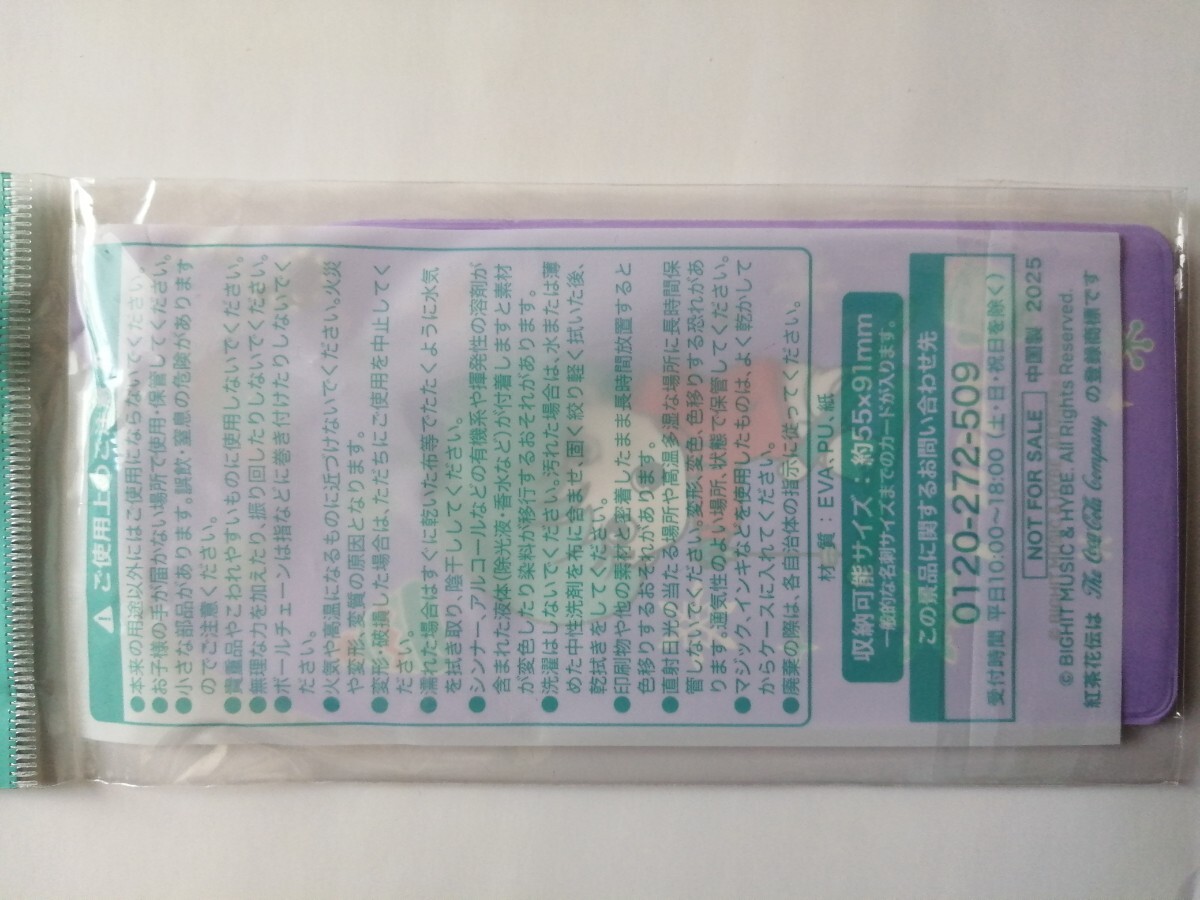 ⚠ ご使用上のご注意
●本来の用途以外にはご使用にならないでください。
●お子様の手が届かない場所で使用・保管してください。
●小さな部品があります。誤飲・窒息の危険があります
のでご注意ください。
●貴重品やこわれやすいものに使用しないでください。
●無理な力を加えたり、振り回したりしないでください。
●ボールチェーンは指などに巻き付けたりしないでく
ださい。
●火気や高温になるものに近づけないでください。火災
や変形、変質の原因となります。
●変形や破損した場合は、ただちにご使用を中止してく
ださい。
●濡れた場合はすぐに乾いた布等でたたくように水気
を拭き取り、陰干ししてください。
●シンナー、アルコールなどの有機系や揮発性の溶剤が
含まれた液体(除光液・香水など)が付着しますと素材
が変色したり染料が移行するおそれがあります。
●洗濯はしないでください。汚れた場合は、水または薄
めた中性洗剤を布に含ませ、固く絞り軽く拭いた後、
乾拭きをしてください。
●印刷物や他の素材と密着したまま長時間放置すると
色移りするおそれがあります。
●直射日光の当たる場所や高温多湿な場所に長時間保
管しないでください。変形、変色、色移りする恐れがあ
ります。通気性のよい場所、状態で保管してください。
●マジック、インキなどを使用したものは、よく乾かして
からケースに入れてください。
●廃棄の際は、各自治体の指示に従ってください。
材 質：EVA、PU、紙
収納可能サイズ：約55×91mm
一般的な名刺サイズまでのカードが入ります。
この景品に関するお問い合わせ先
0120-272-509
受付時間 平日10:00〜18:00(土・日・祝日を除く)
NOT FOR SALE 中国製 2025
© BIGHIT MUSIC & HYBE. All Rights Reserved.
紅茶花伝は The Coca-Cola Company の登録商標です